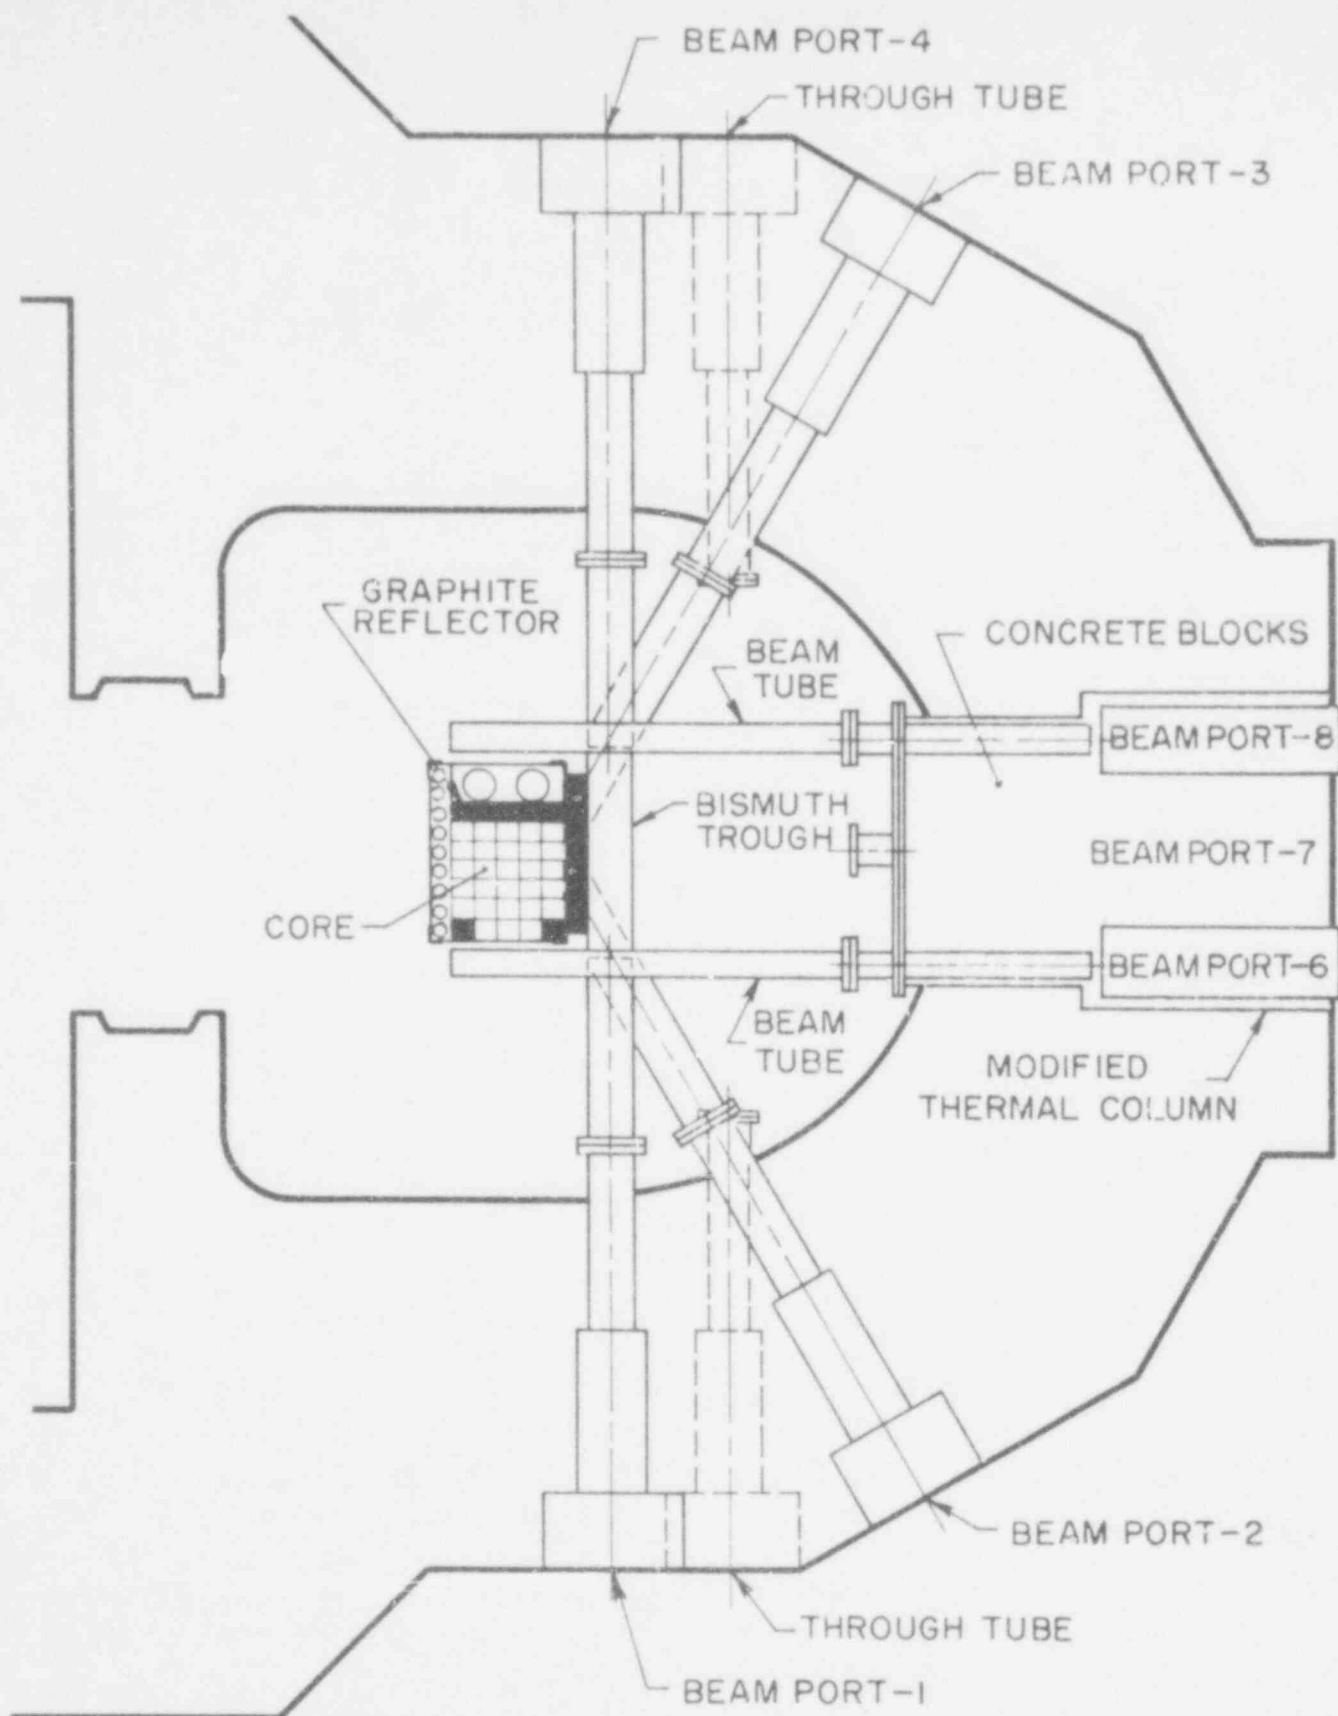 BEAM PORT-4
THROUGH TUBE
BEAM PORT-3
GRAPHITE
REFLECTOR
CONCRETE BLOCKS
BEAM
TUBE
BEAM PORT-8
BISMUTH
TROUGH
BEAM PORT-7
CORE
BEAM PORT-6
BEAM
TUBE
MODIFIED
THERMAL COLUMN
BEAM PORT-2
THROUGH TUBE
BEAM PORT-1